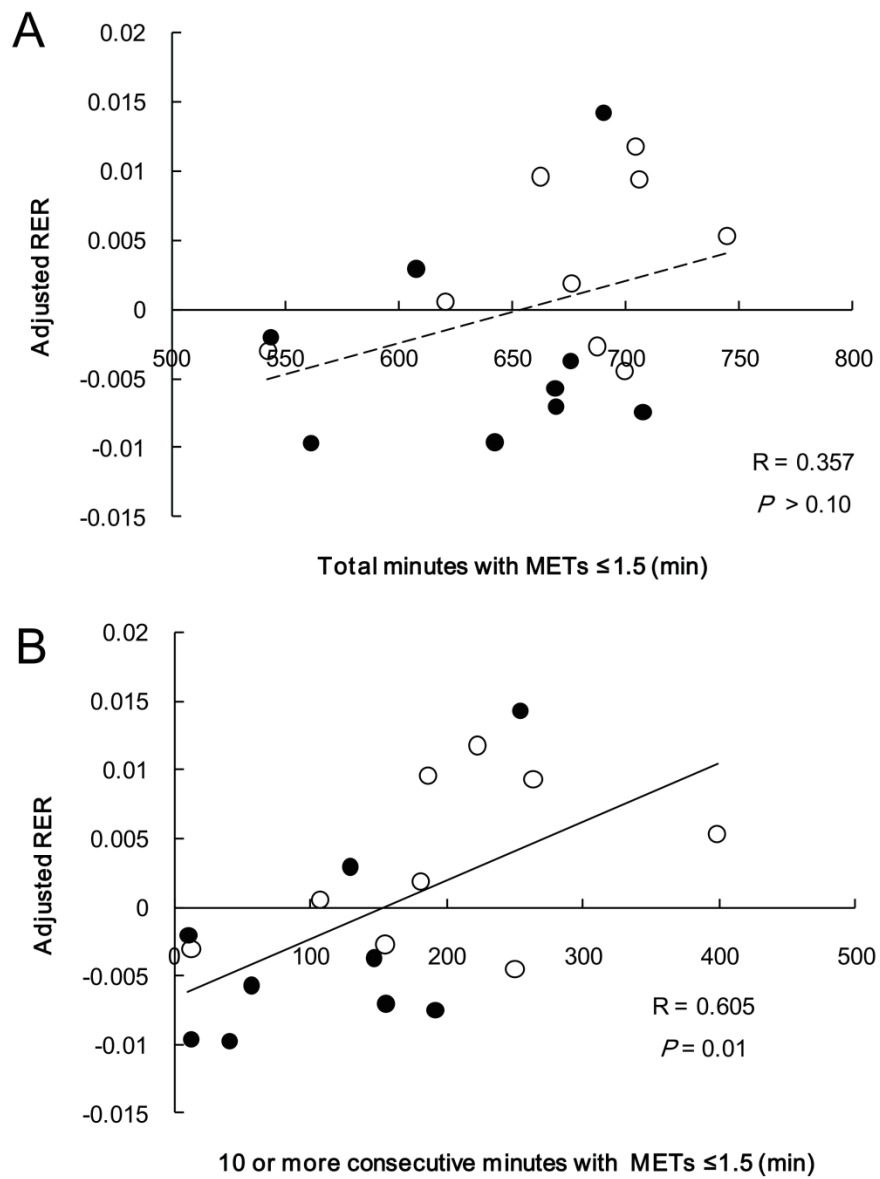 A
0.02
0.015
0.01
0.005
0
-0.005
-0.01
-0.015
Adjusted RER
500 550 600 650 700 750 800
R = 0.357
P > 0.10
Total minutes with METs ≤1.5 (min)
B
0.02
0.015
0.01
0.005
0
-0.005
-0.01
-0.015
Adjusted RER
0 100 200 300 400 500
R = 0.605
P = 0.01
10 or more consecutive minutes with METs ≤1.5 (min)